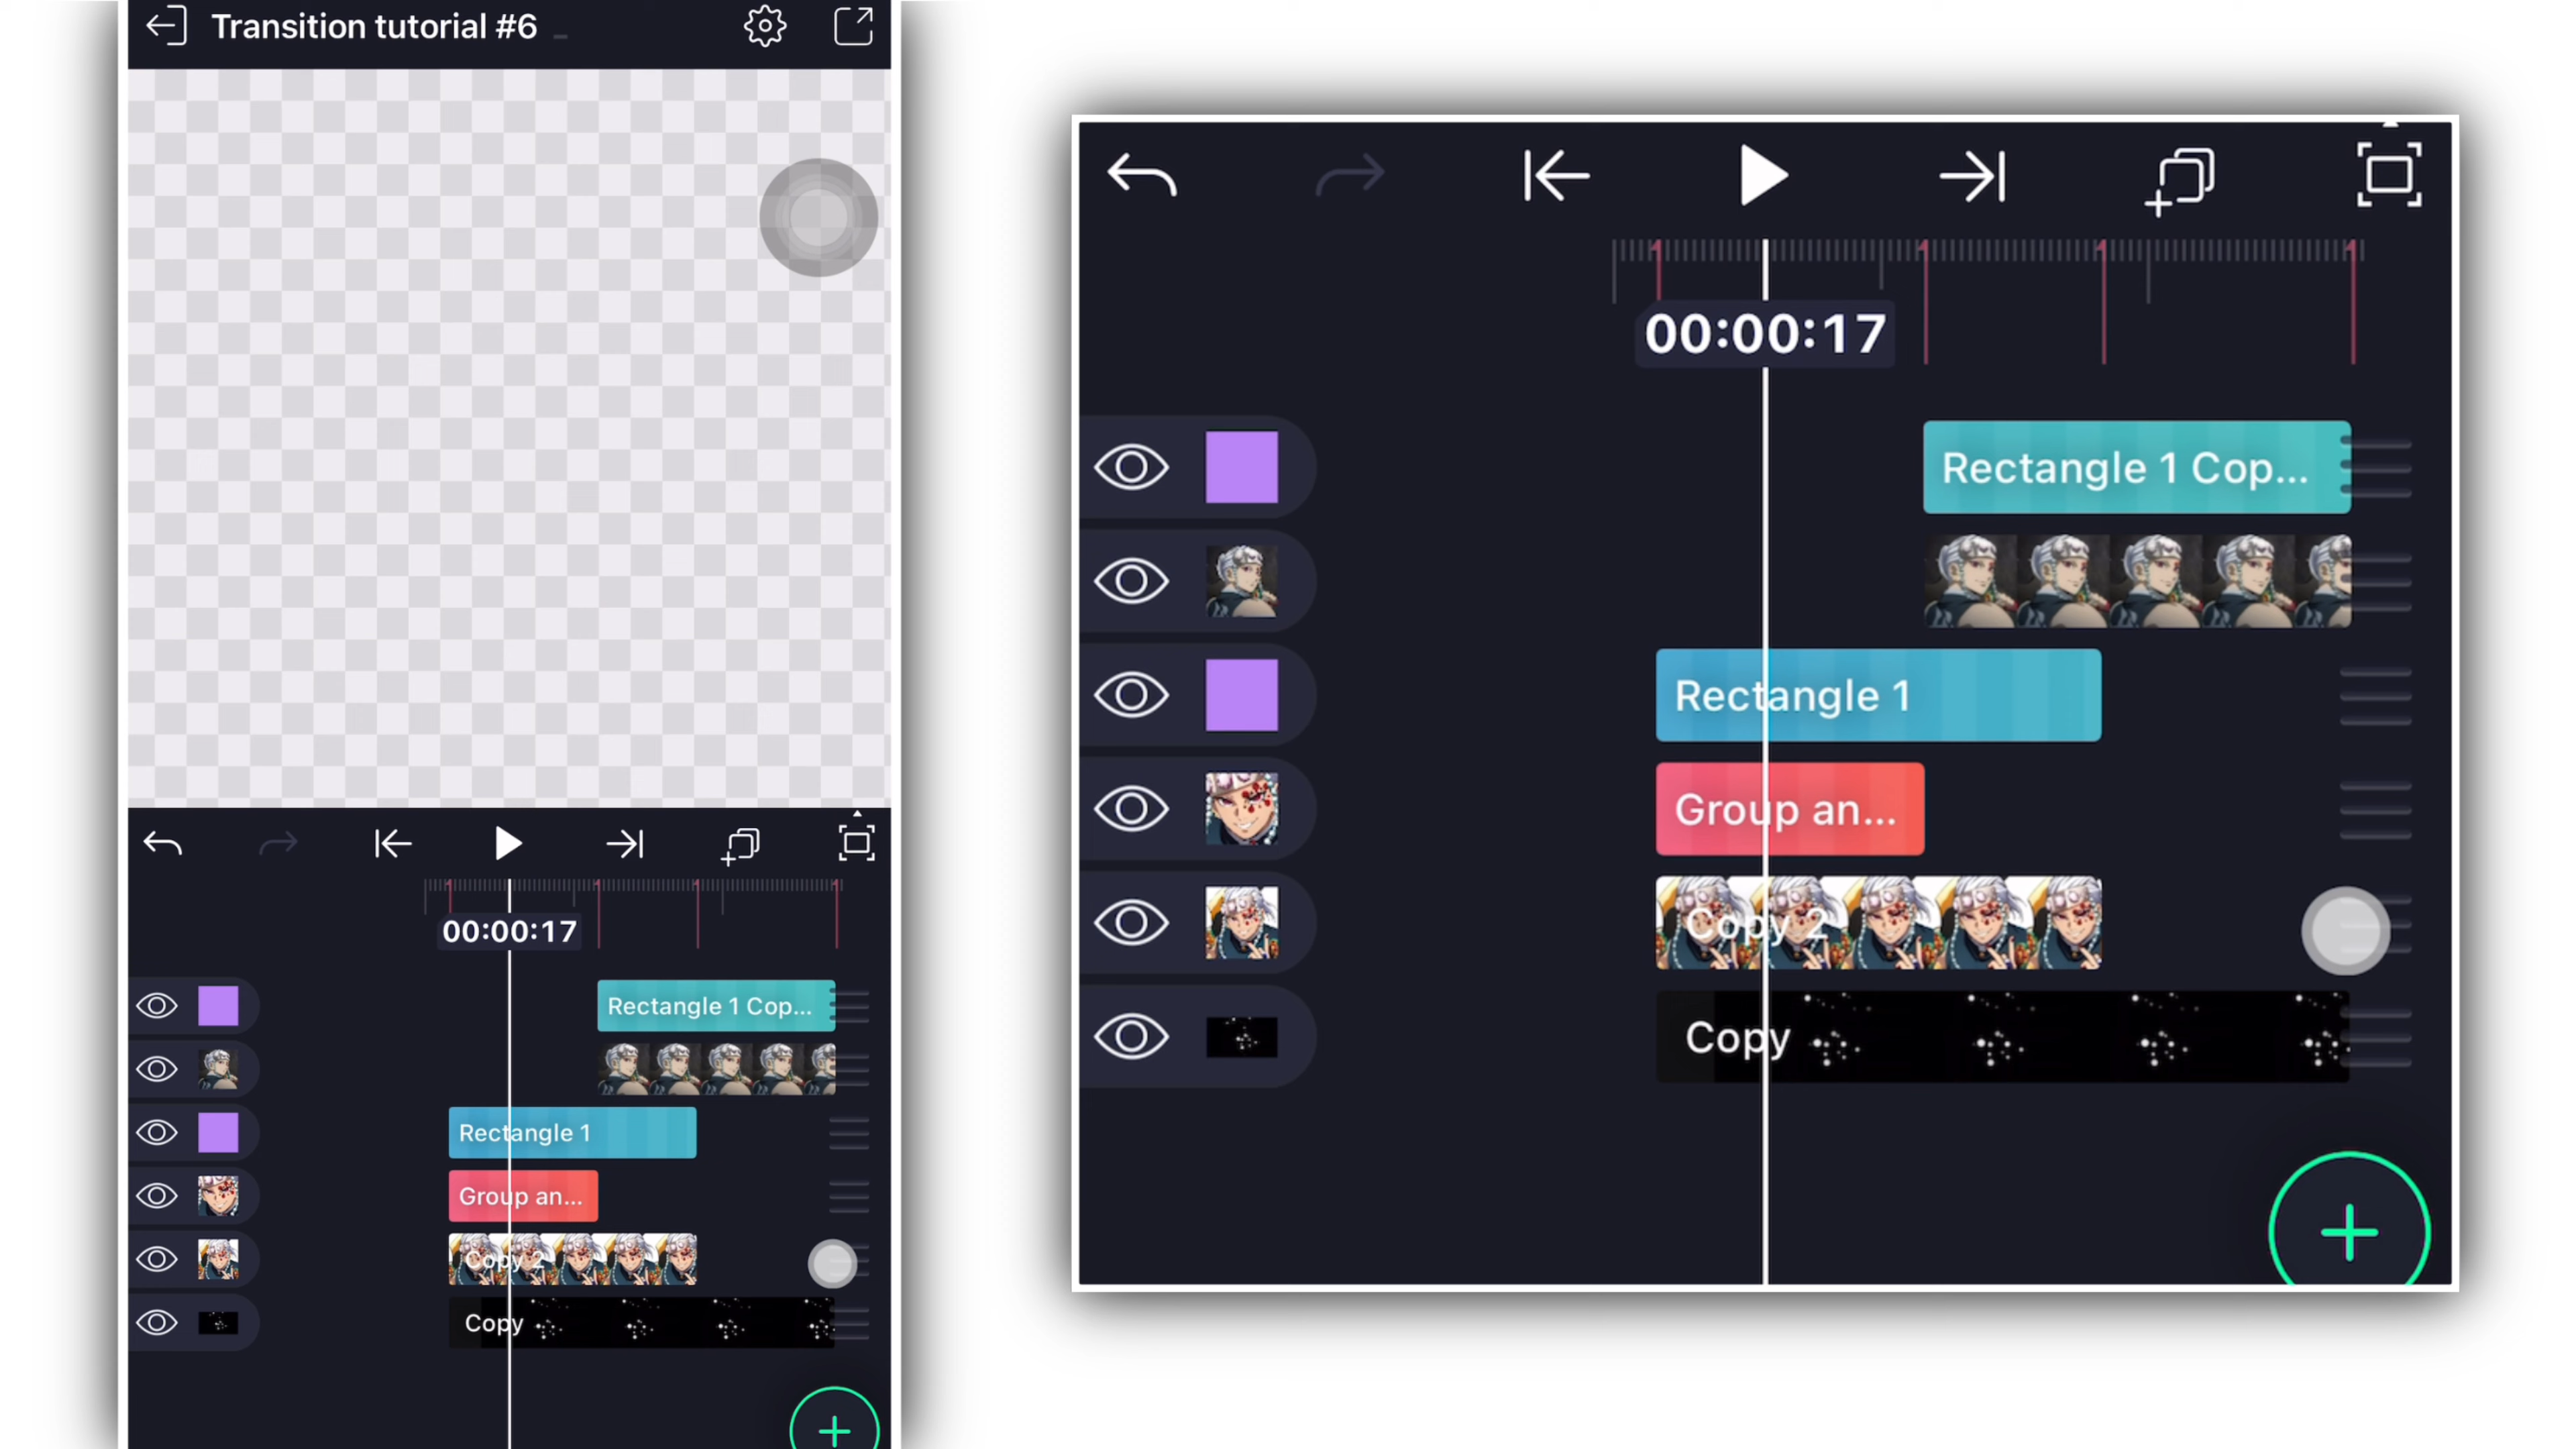 Transition tutorial #6
00:00:17
Rectangle 1 Cop...
Rectangle 1
Group an...
Copy 2
Copy
00:00:17
Rectangle 1 Cop...
Rectangle 1
Group an...
Copy 2
Copy